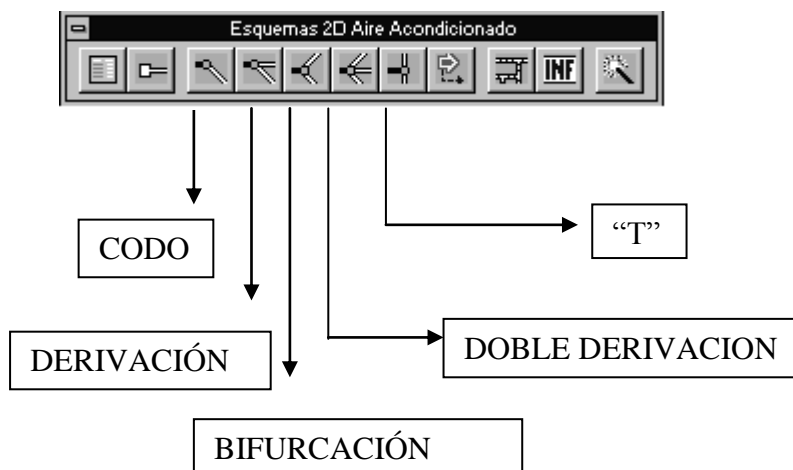 Esquemas 2D Aire Acondicionado
INF
CODO
“T”
DERIVACIÓN
DOBLE DERIVACION
BIFURCACIÓN